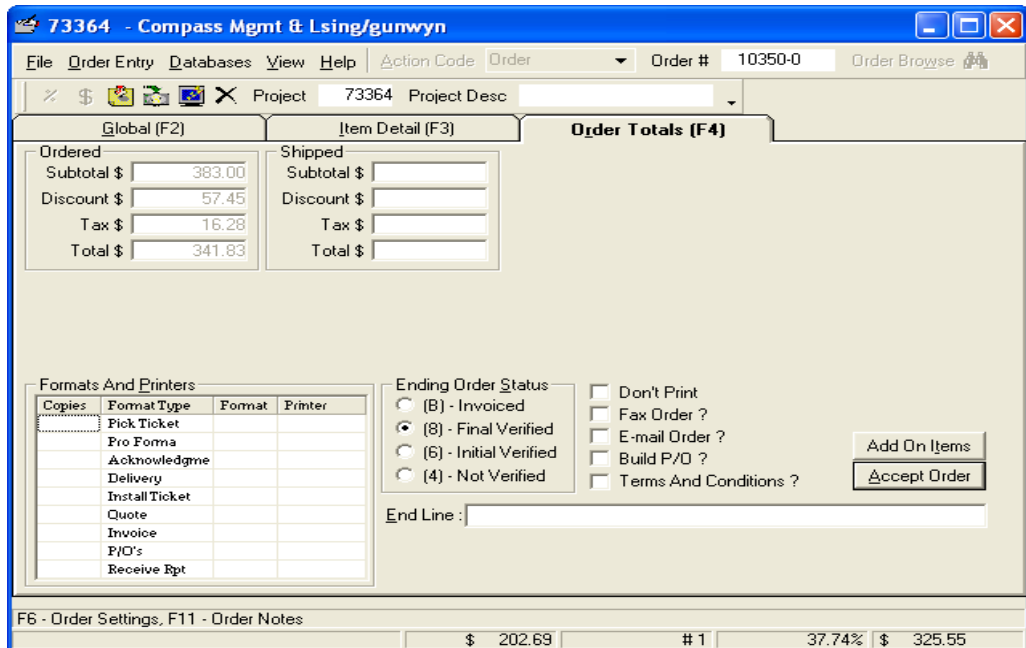 73364 - Compass Mgmt & Lsing/gunwyn
File Order Entry Databases View Help Action Code Order Order # 10350-0 Order Browse
% $ Project 73364 Project Desc
Global (F2) Item Detail (F3) Order Totals (F4)
Ordered Shipped
Subtotal $ 383.00 Subtotal $
Discount $ 57.45 Discount $
Tax $ 16.28 Tax $
Total $ 341.83 Total $
Formats And Printers
Copies Format Type Format Printer
Pick Ticket
Pro Forma
Acknowledgme
Delivery
Install Ticket
Quote
Invoice
P/O's
Receive Rpt
Ending Order Status
(B) - Invoiced
(8) - Final Verified
(6) - Initial Verified
(4) - Not Verified
Don't Print
Fax Order ?
E-mail Order ?
Build P/O ?
Terms And Conditions ?
Add On Items
Accept Order
End Line :
F6 - Order Settings, F11 - Order Notes
$ 202.69 # 1 37.74% $ 325.55